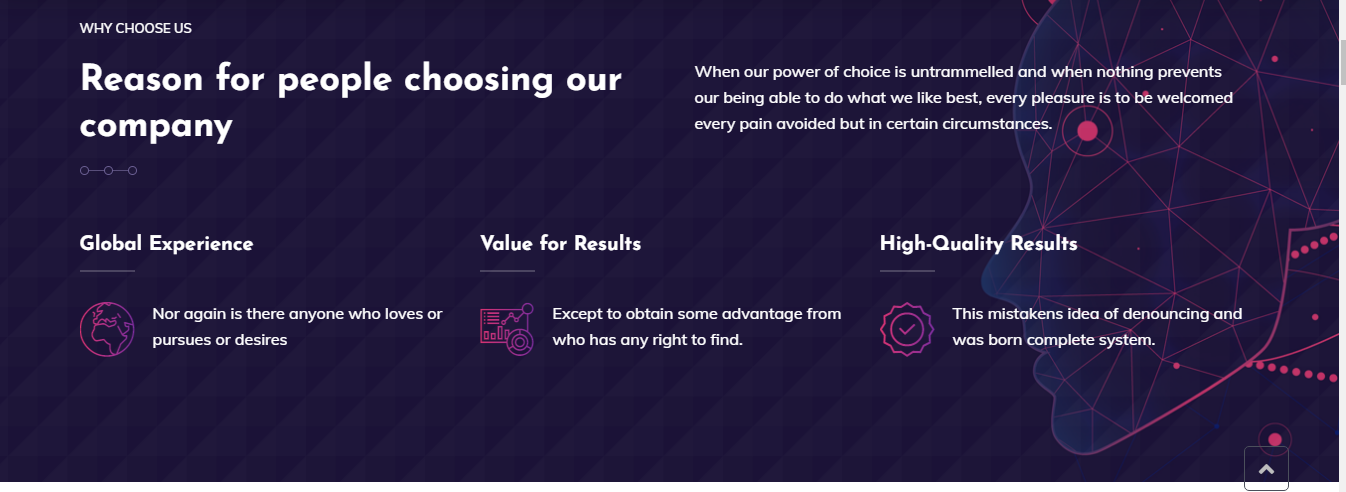 WHY CHOOSE US
Reason for people choosing our
company
When our power of choice is untrammelled and when nothing prevents
our being able to do what we like best, every pleasure is to be welcomed
every pain avoided but in certain circumstances.
Global Experience
Nor again is there anyone who loves or
pursues or desires
Value for Results
Except to obtain some advantage from
who has any right to find.
High-Quality Results
This mistakens idea of denouncing and
was born complete system.